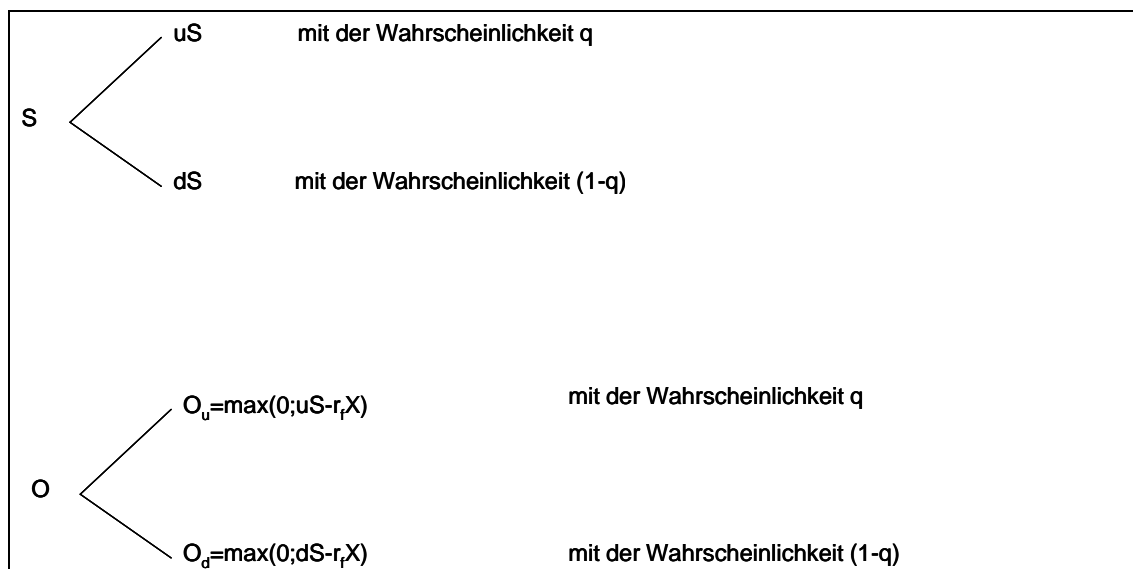 uS mit der Wahrscheinlichkeit q
S
dS mit der Wahrscheinlichkeit (1-q)
O_u=max(0;uS-r_fX) mit der Wahrscheinlichkeit q
O
O_d=max(0;dS-r_fX) mit der Wahrscheinlichkeit (1-q)